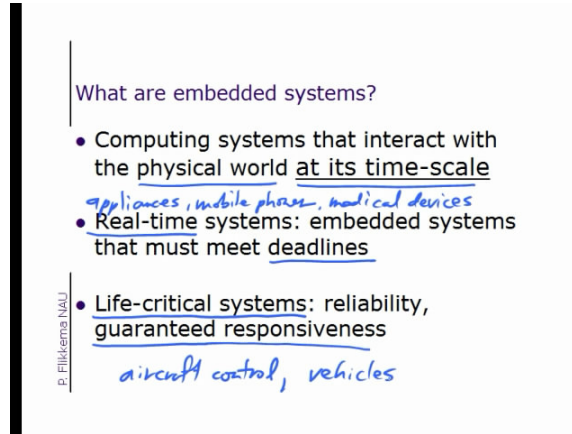 What are embedded systems?
• Computing systems that interact with
the physical world at its time-scale
appliances, mobile phones, medical devices
• Real-time systems: embedded systems
that must meet deadlines
• Life-critical systems: reliability,
guaranteed responsiveness
aircraft control, vehicles
P. Flikkema NAU